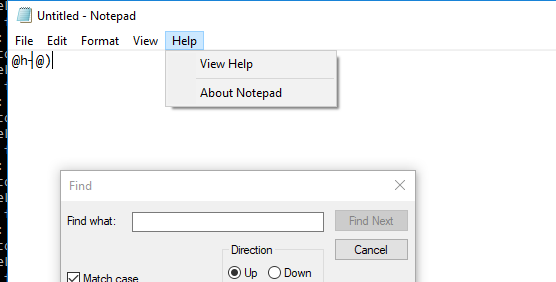 Untitled - Notepad
File Edit Format View Help
@h┤@)
View Help
About Notepad
Find
Find what:
Find Next
Cancel
Direction
Up Down
Match case